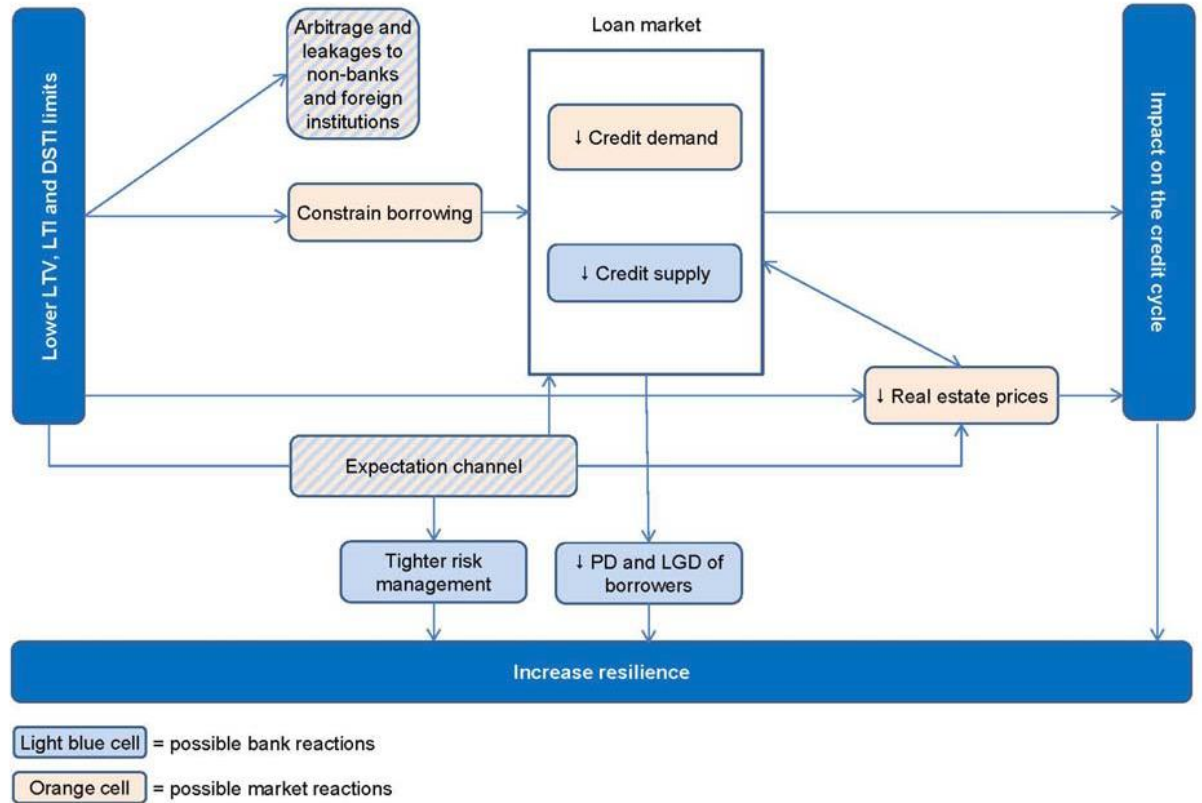 Lower LTV, LTI and DSTI limits
Arbitrage and
leakages to
non-banks
and foreign
institutions
Loan market
↓ Credit demand
Constrain borrowing
↓ Credit supply
Impact on the credit cycle
↓ Real estate prices
Expectation channel
Tighter risk
management
↓ PD and LGD of
borrowers
Increase resilience
Light blue cell = possible bank reactions
Orange cell = possible market reactions